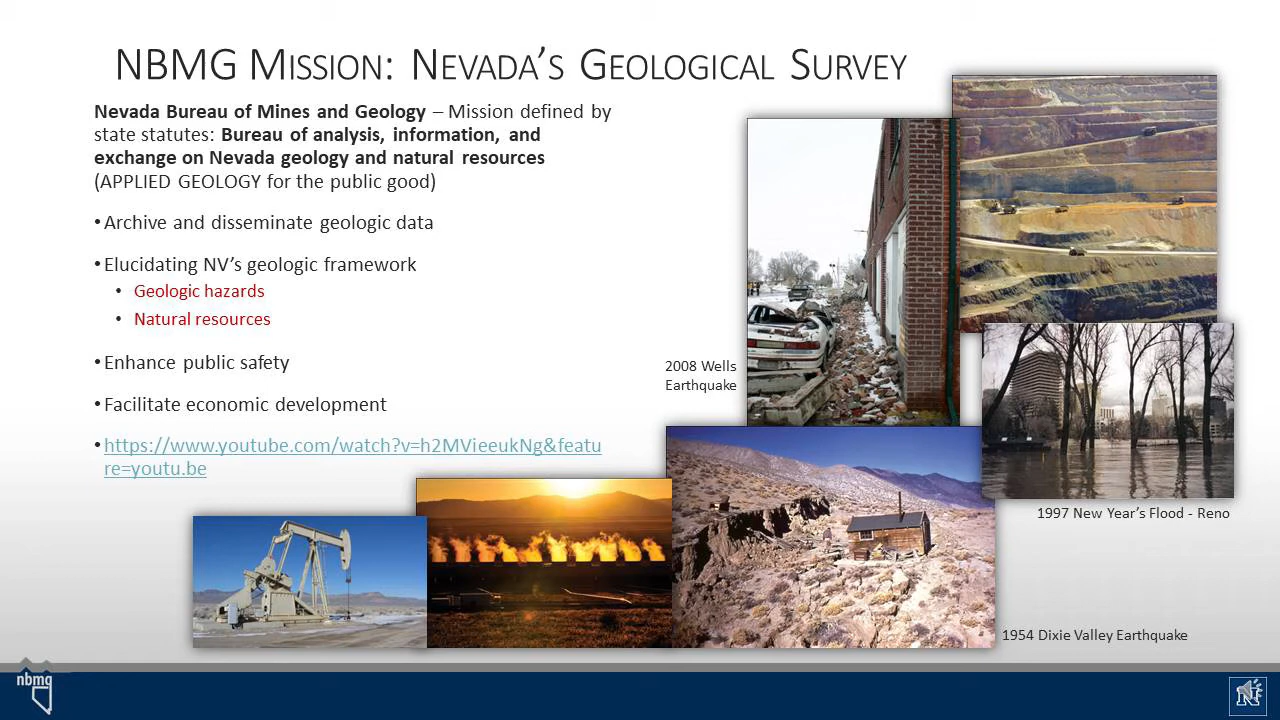 NBMG Mission: Nevada’s Geological Survey
Nevada Bureau of Mines and Geology – Mission defined by
state statutes: Bureau of analysis, information, and
exchange on Nevada geology and natural resources
(APPLIED GEOLOGY for the public good)
• Archive and disseminate geologic data
• Elucidating NV’s geologic framework
• Geologic hazards
• Natural resources
• Enhance public safety
• Facilitate economic development
• https://www.youtube.com/watch?v=h2MVieeukNg&featu
re=youtu.be
2008 Wells
Earthquake
1997 New Year’s Flood - Reno
1954 Dixie Valley Earthquake
nbmg
N